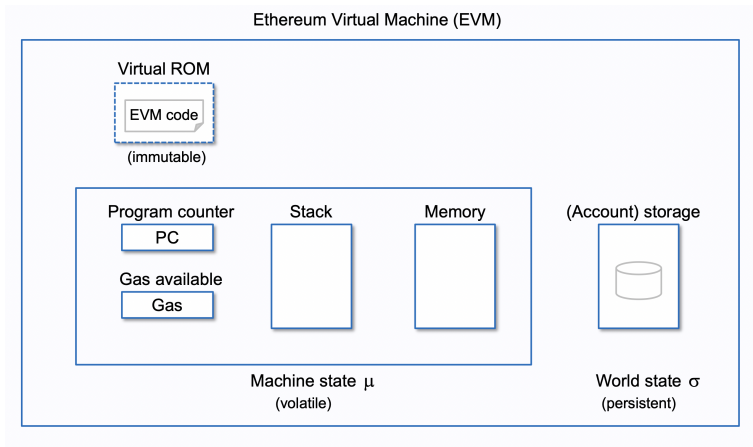 Ethereum Virtual Machine (EVM)
Virtual ROM
EVM code
(immutable)
Program counter
PC
Gas available
Gas
Stack
Memory
(Account) storage
Machine state μ
(volatile)
World state σ
(persistent)